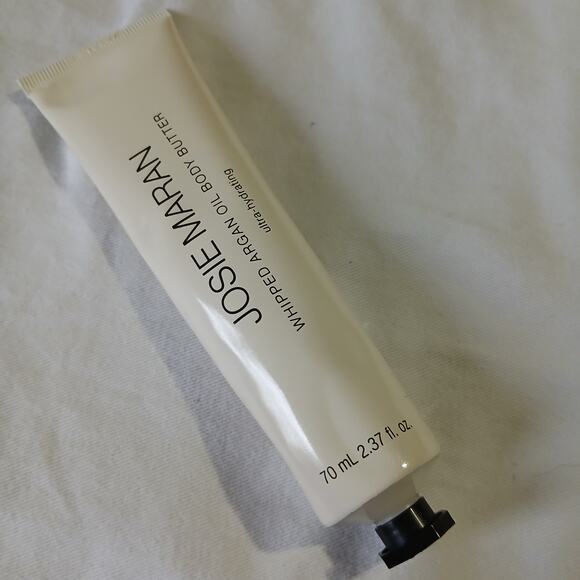 JOSIE MARAN
WHIPPED ARGAN OIL BODY BUTTER
ultra-hydrating
70 mL 2.37 fl. oz.